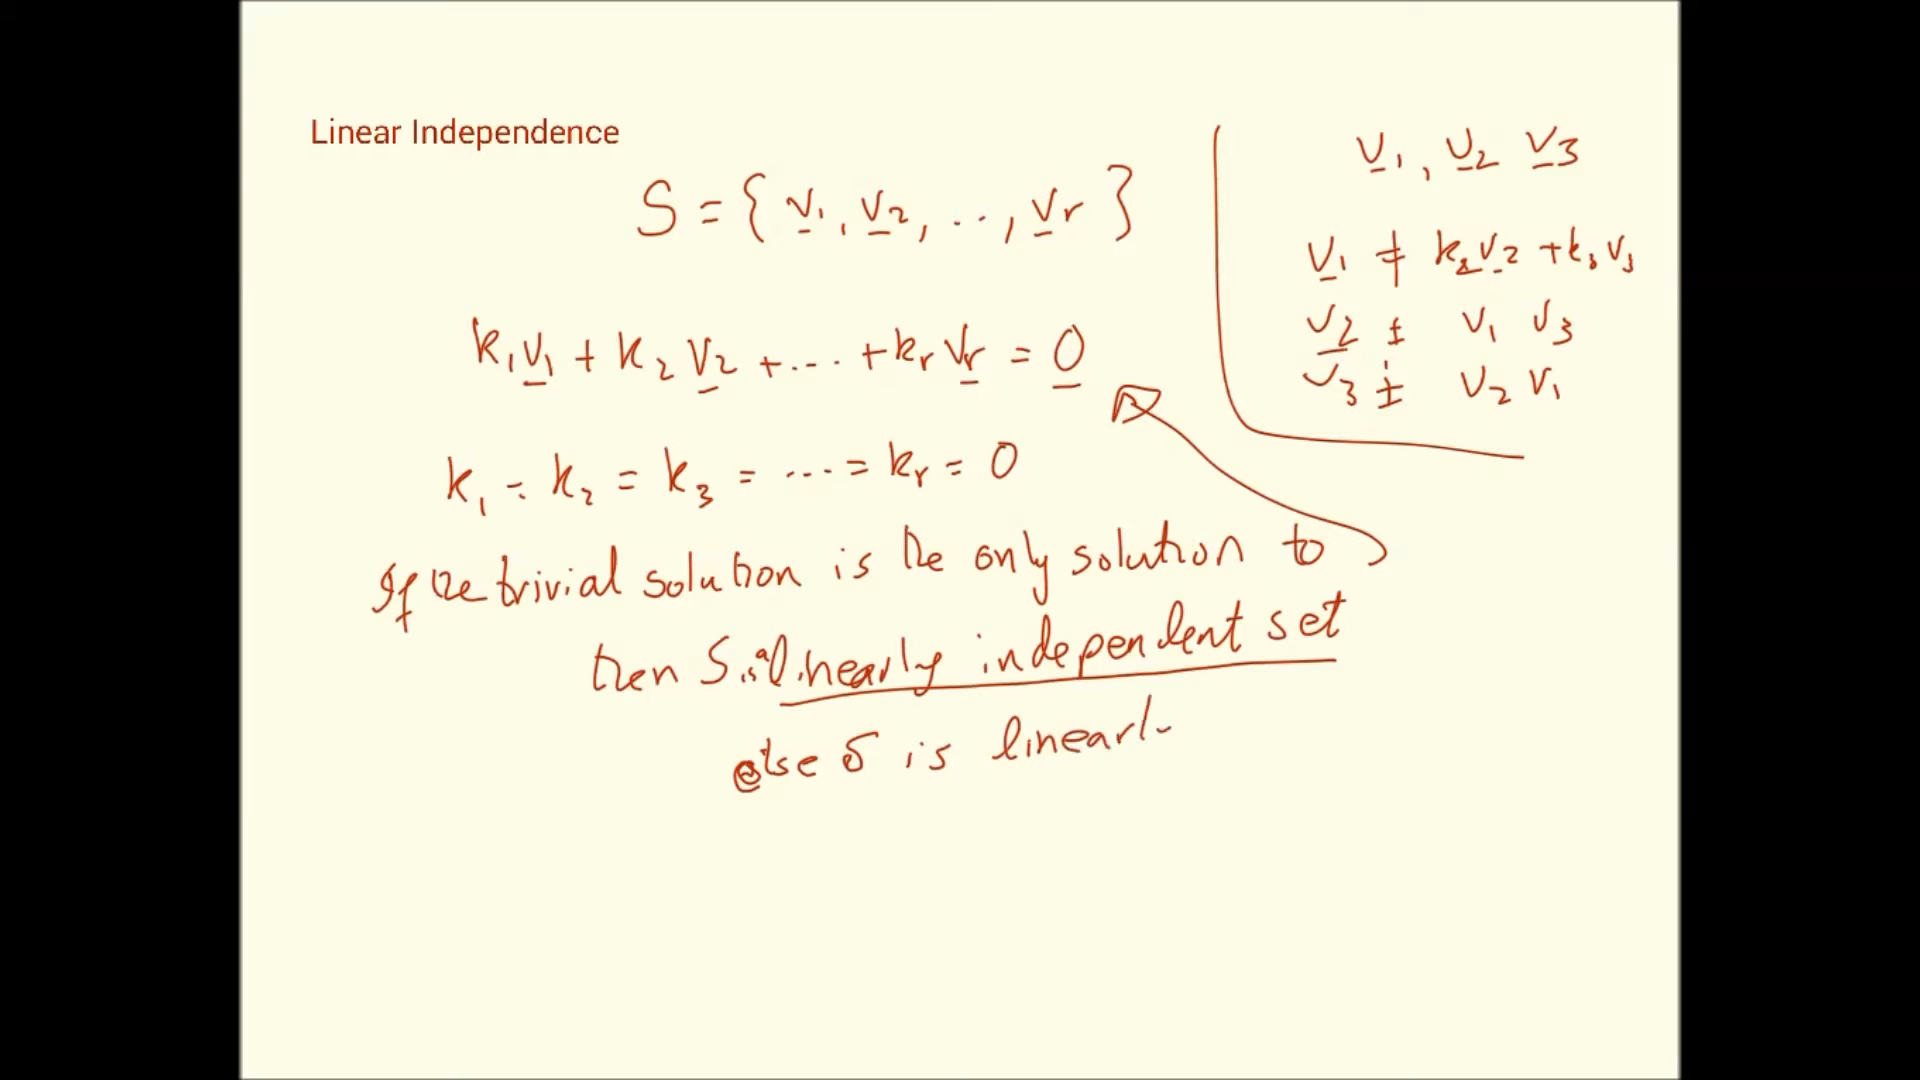 Linear Independence
S = { v1, v2, ..., vr }
k1v1 + k2v2 + ... + krvr = 0
k1 = k2 = k3 = ... = kr = 0
If the trivial solution is the only solution to
then S is a linearly independent set
else S is linearl
v1, v2 v3
v1 ≠ k2v2 + k3v3
v2 ≠ v1 v3
v3 ≠ v2 v1